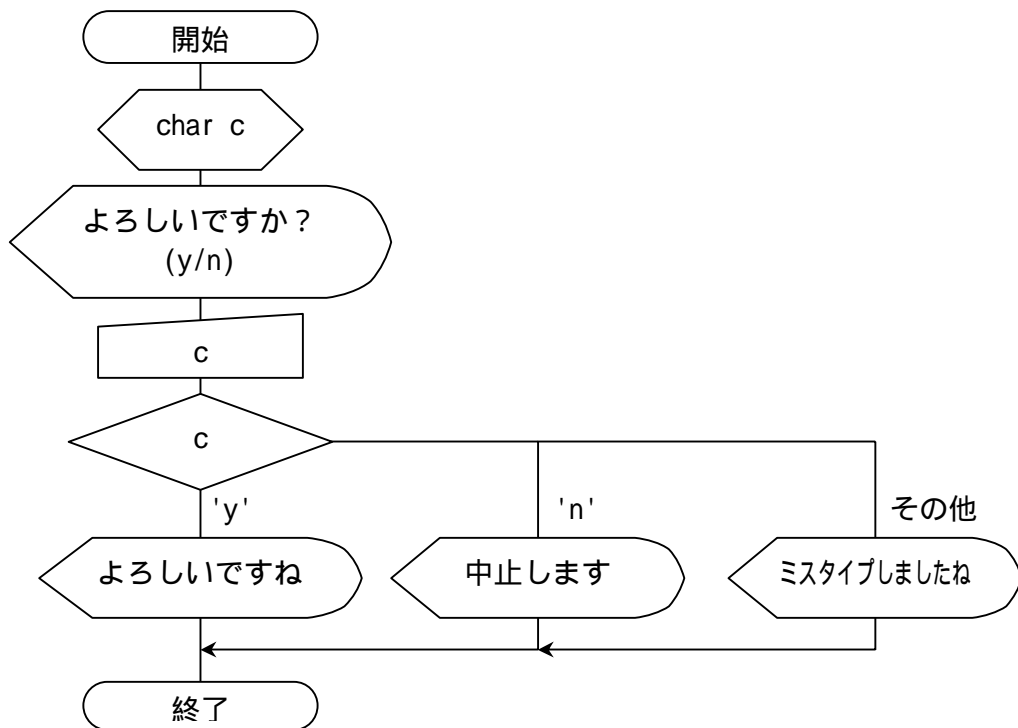 開始
char c
よろしいですか？
(y/n)
c
c
'y'
'n'
その他
よろしいですね
中止します
ミスタイプしましたね
終了